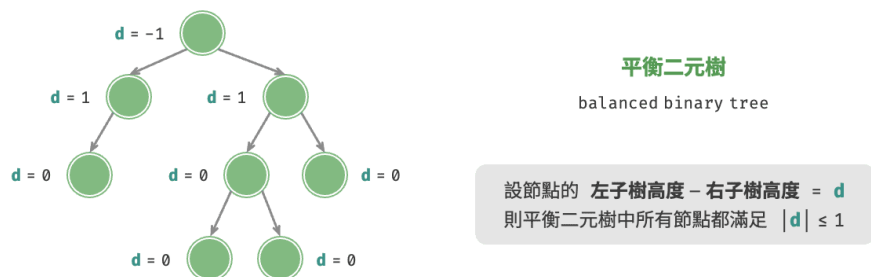 d = -1
d = 1
d = 1
d = 0
d = 0
d = 0
d = 0
d = 0
平衡二元樹
balanced binary tree
設節點的 左子樹高度 − 右子樹高度 = d
則平衡二元樹中所有節點都滿足 |d| ≤ 1